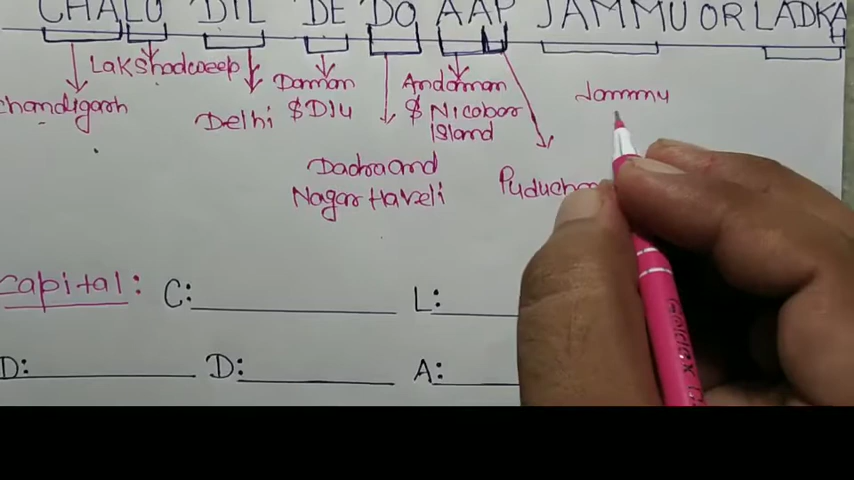 CHALO DIL DE DO AAP JAMMU OR LADKA H
Chandigarh
Lakshadweep
Delhi
Daman
$ DIU
Dadra and
Nagar Haveli
Andaman
$ Nicobar
Island
Jammu
Capital:
C:
L:
D:
D:
A: